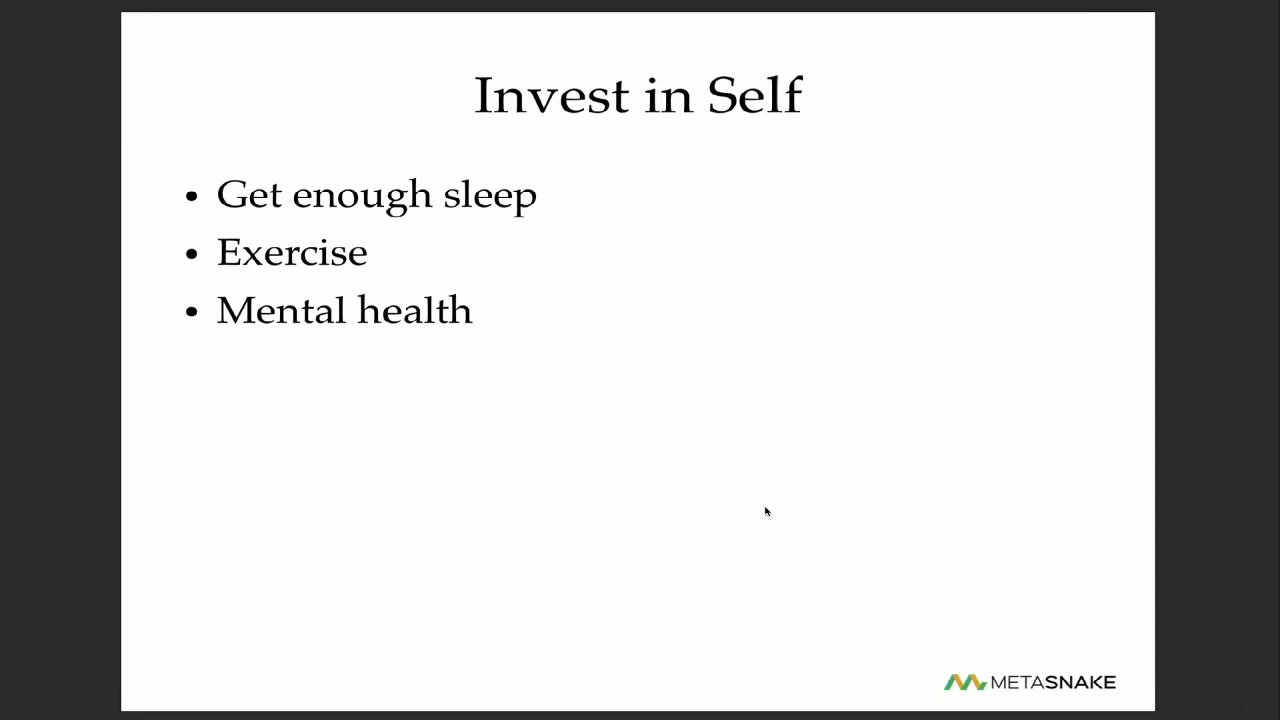 Invest in Self
• Get enough sleep
• Exercise
• Mental health
METASNAKE